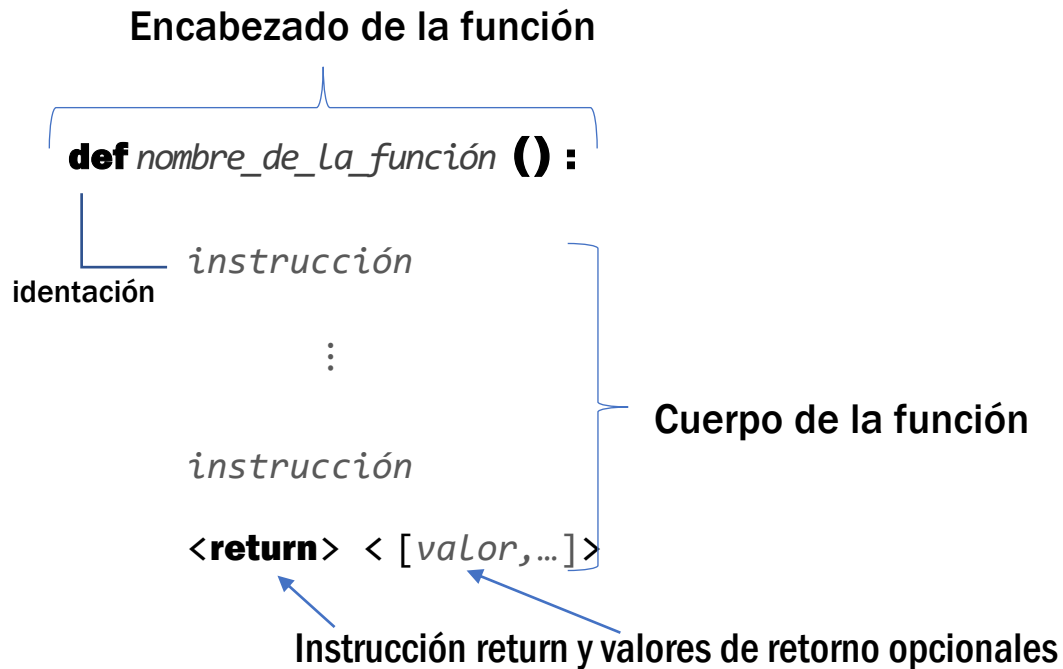 Encabezado de la función
def nombre_de_la_función () :
instrucción
identación
⋮
Cuerpo de la función
instrucción
<return> < [valor,…]>
Instrucción return y valores de retorno opcionales